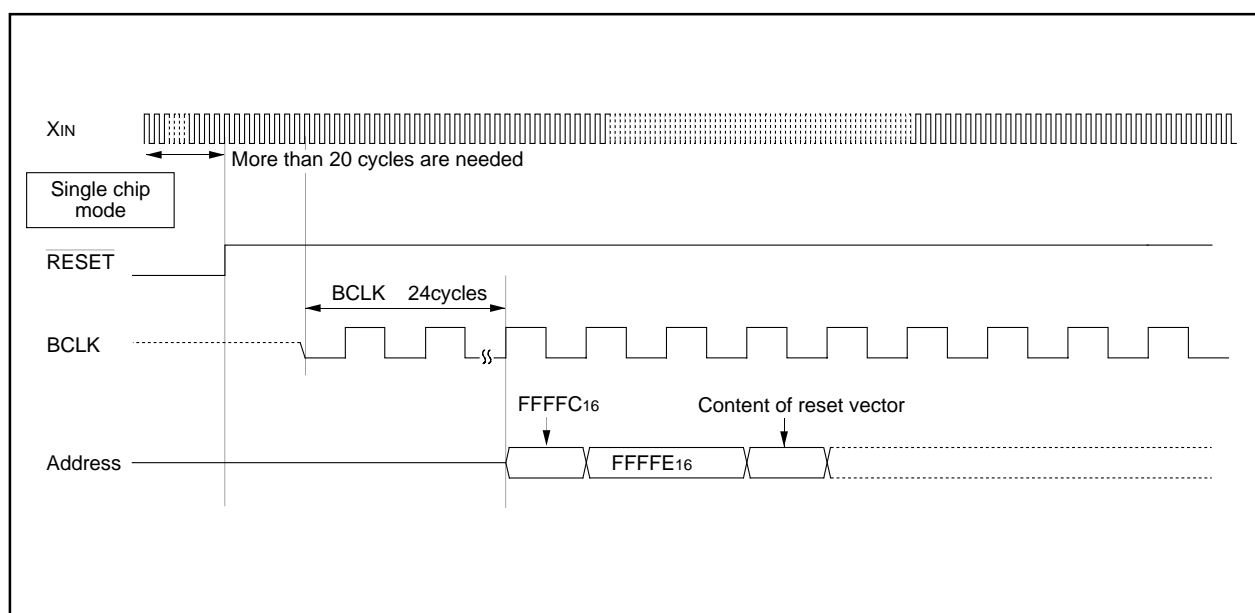 XIN
More than 20 cycles are needed
Single chip
mode
RESET
BCLK 24cycles
BCLK
FFFFC16
Content of reset vector
Address
FFFFE16